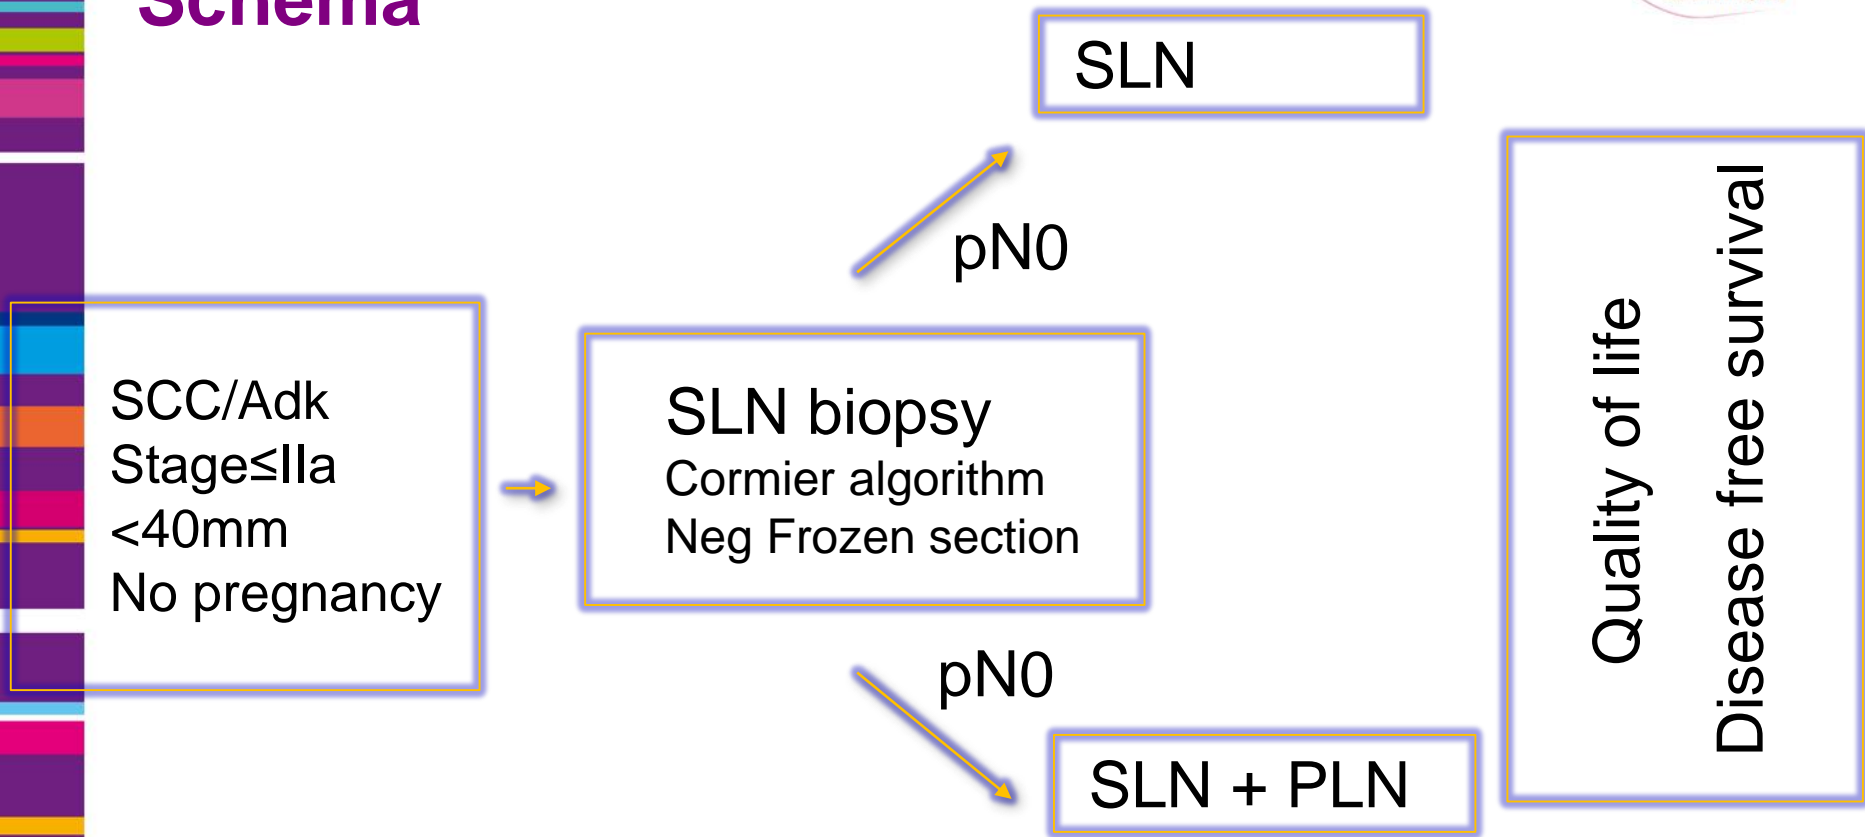 Schema
SLN
pN0
SCC/Adk
Stage≤IIa
<40mm
No pregnancy
SLN biopsy
Cormier algorithm
Neg Frozen section
pN0
SLN + PLN
Quality of life
Disease free survival